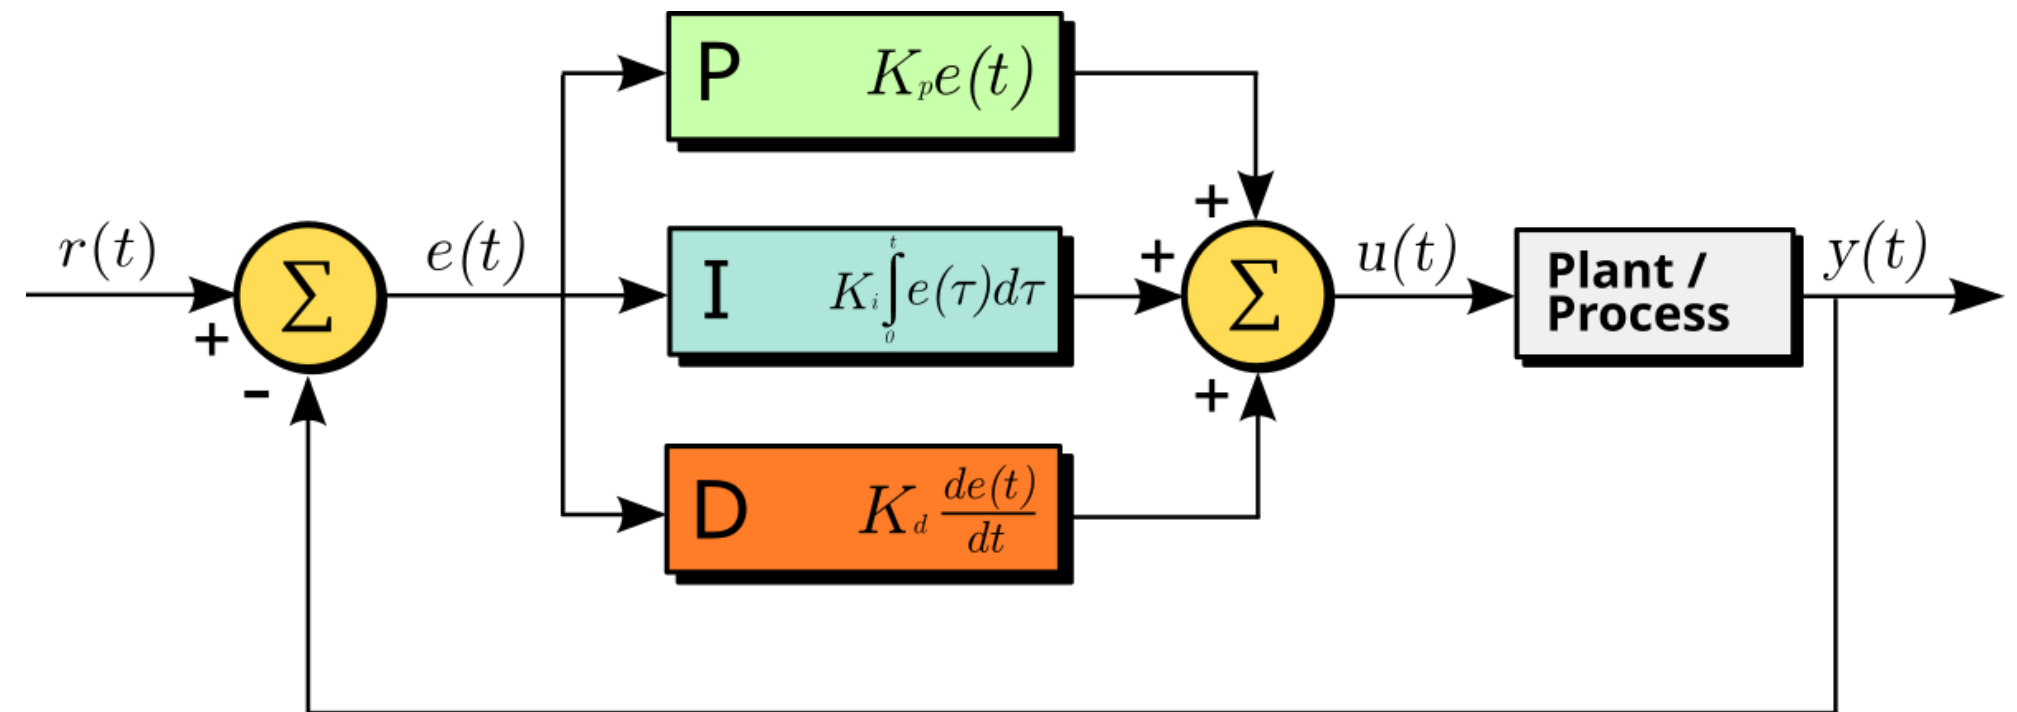 r(t)
+
-
Σ
e(t)
P K_p e(t)
I K_i ∫_0^t e(τ)dτ
D K_d de(t)/dt
+
+
+
Σ
u(t)
Plant /
Process
y(t)